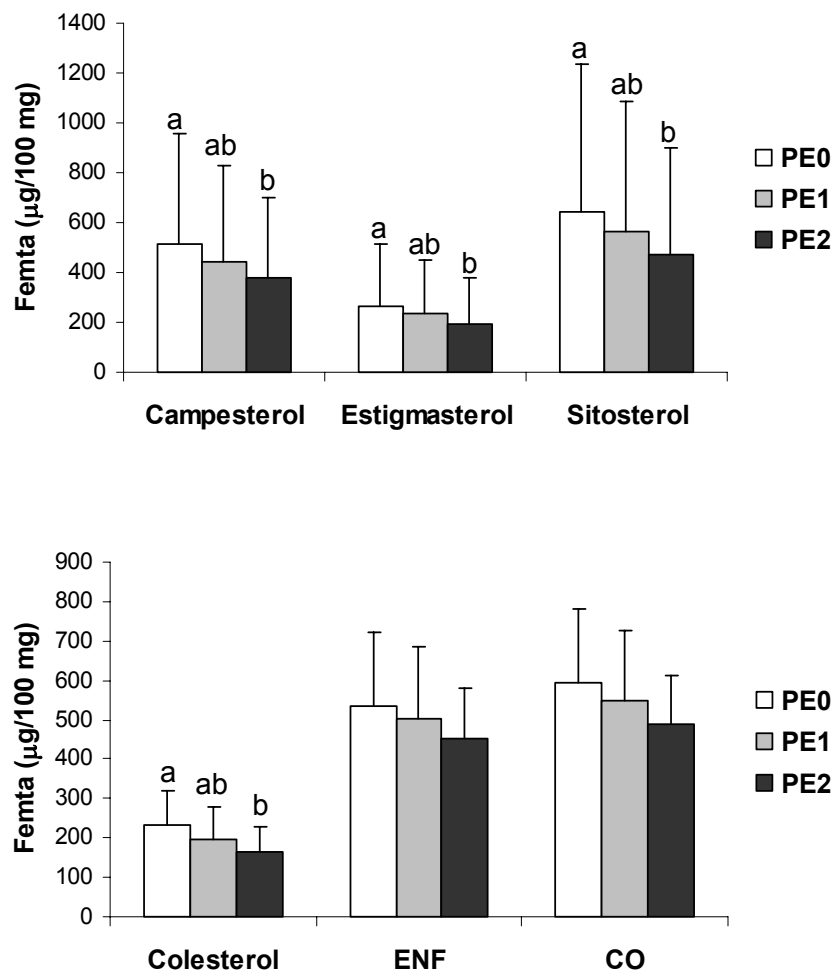 1400
1200
1000
800
600
400
200
0
Femta (µg/100 mg)
a
ab
b
a
ab
b
a
ab
b
Campesterol
Estigmasterol
Sitosterol
PE0
PE1
PE2
900
800
700
600
500
400
300
200
100
0
Femta (µg/100 mg)
a
ab
b
Colesterol
ENF
CO
PE0
PE1
PE2